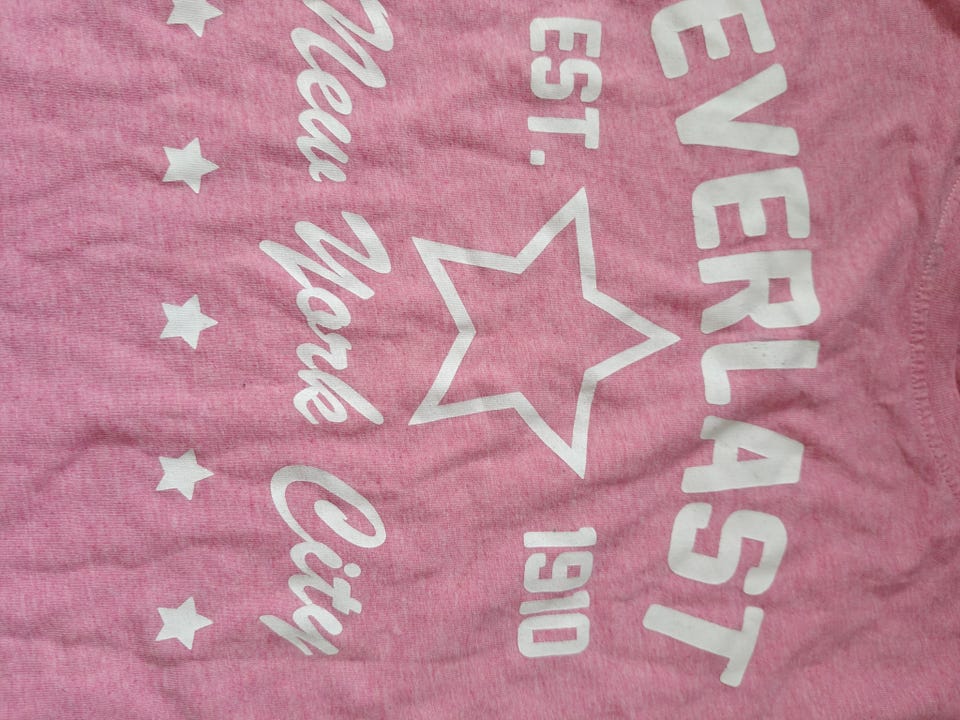 EVERLAST
EST. 1910
New York City